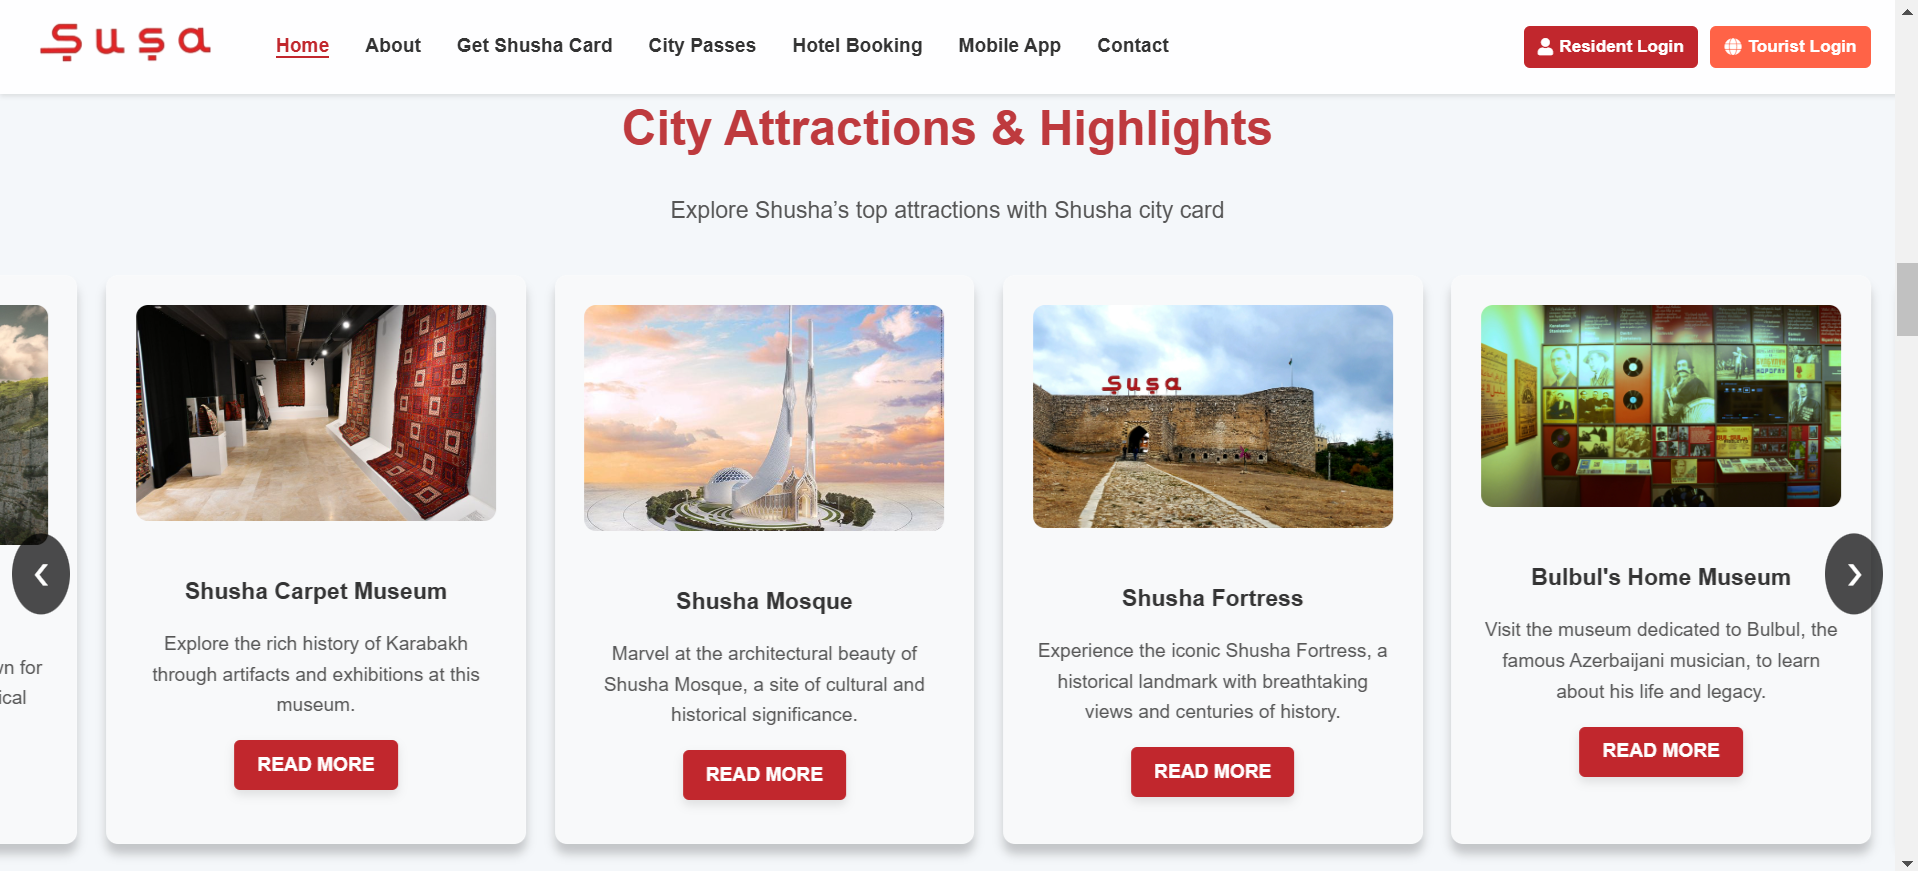 Şuşa
Home
About
Get Shusha Card
City Passes
Hotel Booking
Mobile App
Contact
Resident Login
Tourist Login
City Attractions & Highlights
Explore Shusha’s top attractions with Shusha city card
wn for
ical
Shusha Carpet Museum
Explore the rich history of Karabakh
through artifacts and exhibitions at this
museum.
READ MORE
Shusha Mosque
Marvel at the architectural beauty of
Shusha Mosque, a site of cultural and
historical significance.
READ MORE
Şuşa
Shusha Fortress
Experience the iconic Shusha Fortress, a
historical landmark with breathtaking
views and centuries of history.
READ MORE
Bulbul's Home Museum
Visit the museum dedicated to Bulbul, the
famous Azerbaijani musician, to learn
about his life and legacy.
READ MORE